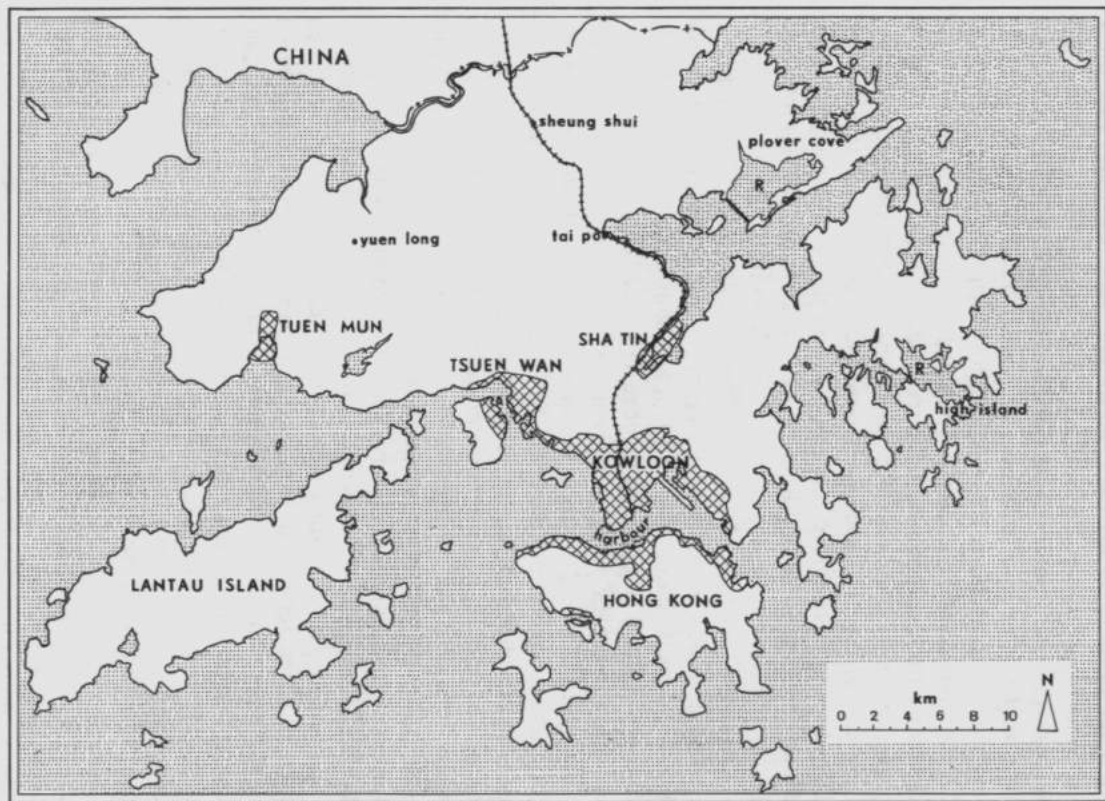 CHINA
sheung shui
plover cove
R
yuen long
tai po
TUEN MUN
SHA TIN
TSUEN WAN
R
high island
KOWLOON
harbour
LANTAU ISLAND
HONG KONG
N
km
0 2 4 6 8 10